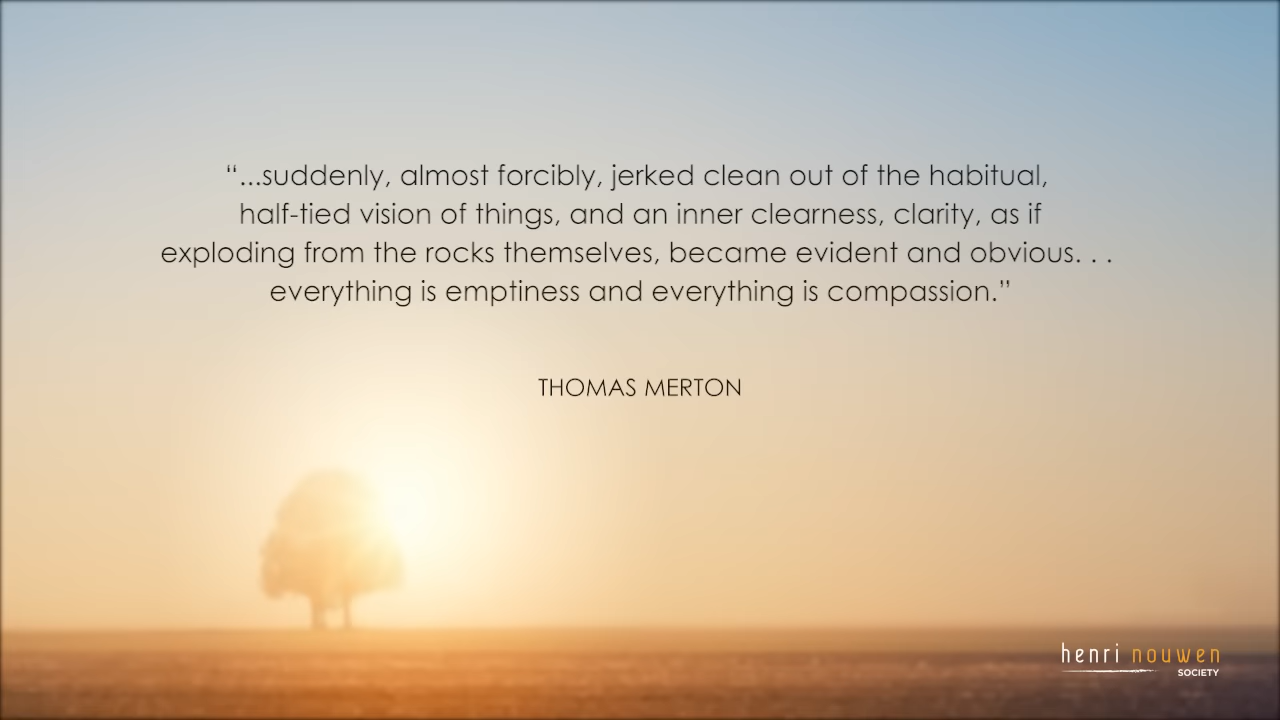 “...suddenly, almost forcibly, jerked clean out of the habitual,
half-tied vision of things, and an inner clearness, clarity, as if
exploding from the rocks themselves, became evident and obvious. . .
everything is emptiness and everything is compassion.”
THOMAS MERTON
henri nouwen
SOCIETY